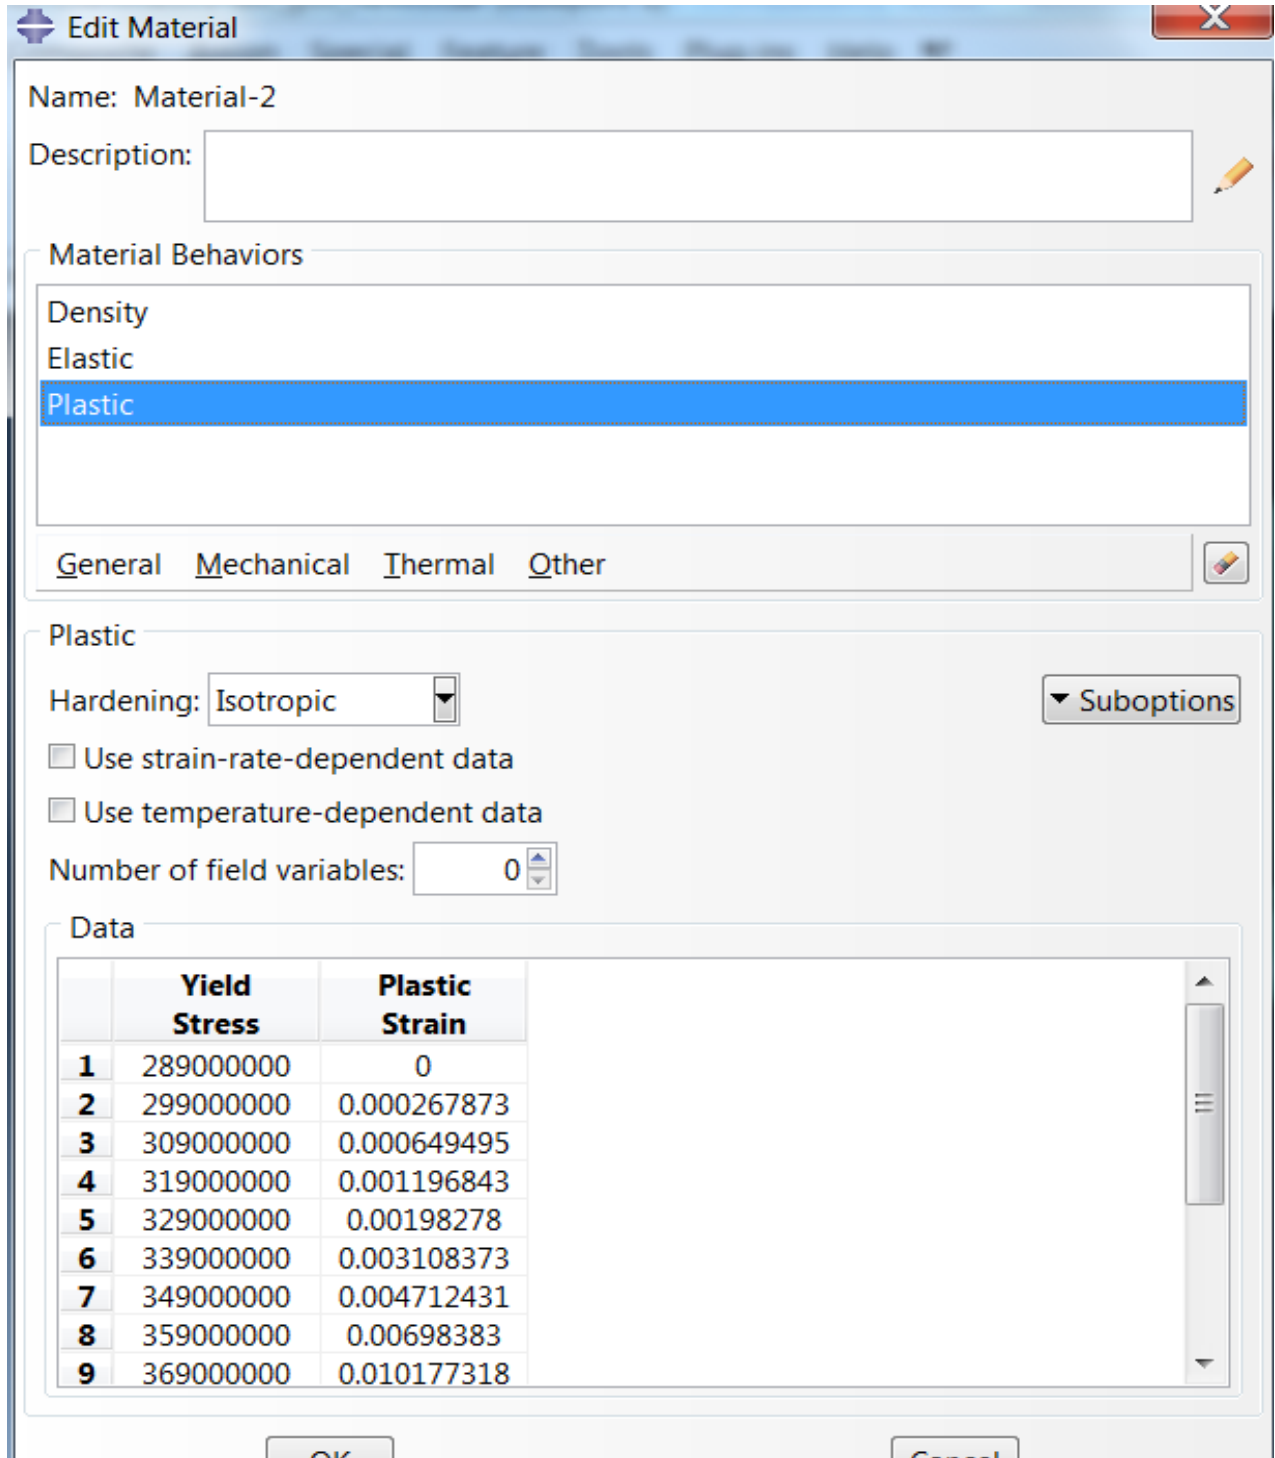 Edit Material
Name: Material-2
Description:
Material Behaviors
Density
Elastic
Plastic
General Mechanical Thermal Other
Plastic
Hardening: Isotropic Suboptions
Use strain-rate-dependent data
Use temperature-dependent data
Number of field variables: 0
Data
Yield Plastic
Stress Strain
1 289000000 0
2 299000000 0.000267873
3 309000000 0.000649495
4 319000000 0.001196843
5 329000000 0.00198278
6 339000000 0.003108373
7 349000000 0.004712431
8 359000000 0.00698383
9 369000000 0.010177318
OK Cancel